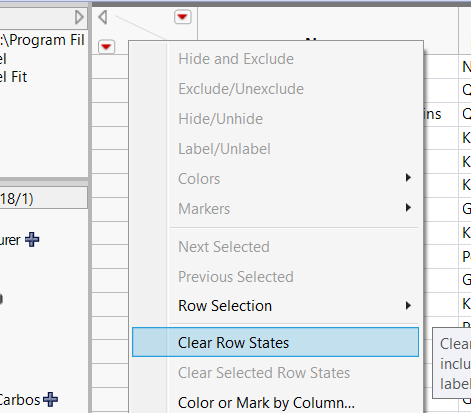 :\Program Fil
el
el Fit
18/1)
urer
Carbos
Hide and Exclude
Exclude/Unexclude
Hide/Unhide
Label/Unlabel
Colors
Markers
Next Selected
Previous Selected
Row Selection
Clear Row States
Clear Selected Row States
Color or Mark by Column...
ins
N
Q
Q
K
K
K
G
K
P
G
K
Clear
inclu
label
G